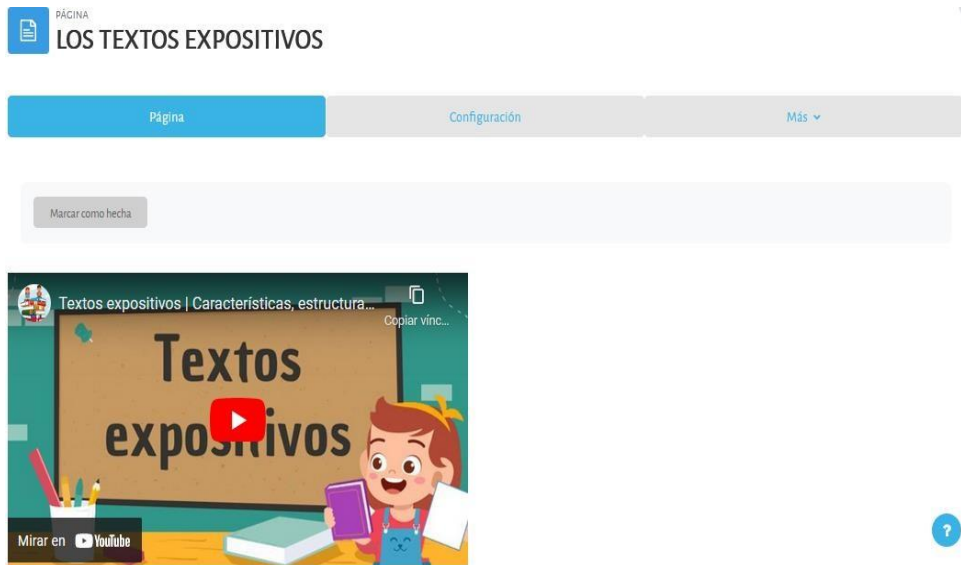 PÁGINA
LOS TEXTOS EXPOSITIVOS
Página
Configuración
Más
Marcar como hecha
Textos expositivos | Características, estructura...
Copiar vínc...
Textos
expositivos
Mirar en YouTube
?